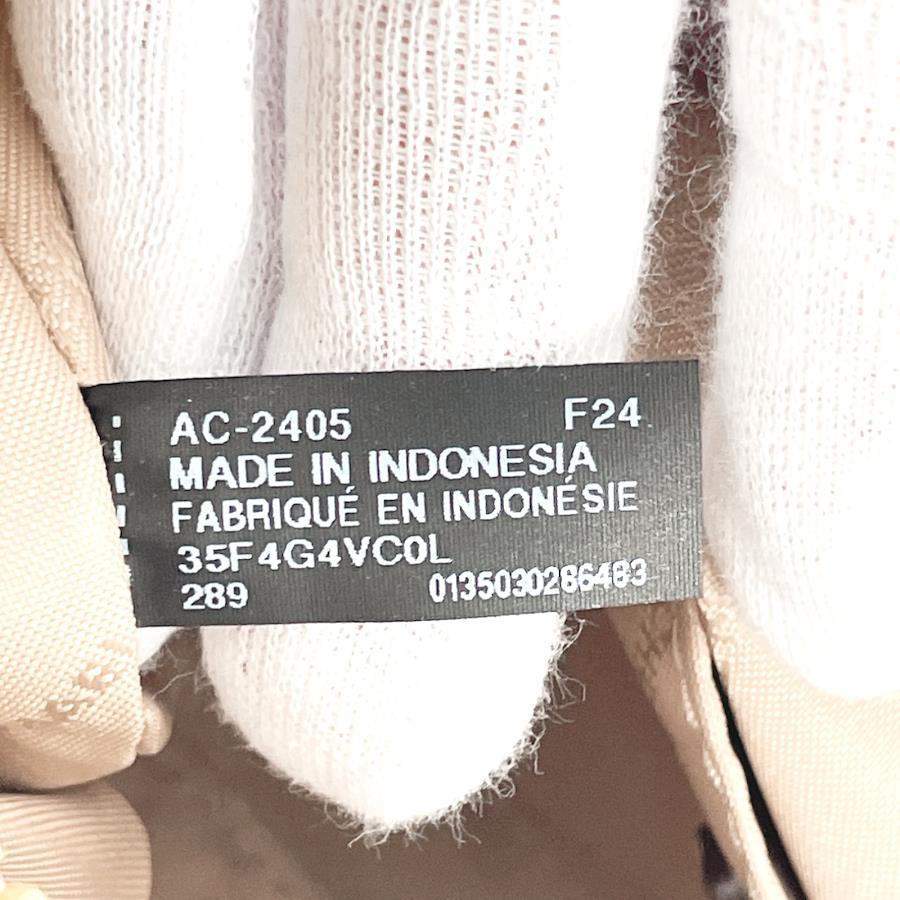 AC-2405 F24
MADE IN INDONESIA
FABRIQUÉ EN INDONÉSIE
35F4G4VC0L
289 0135030286483